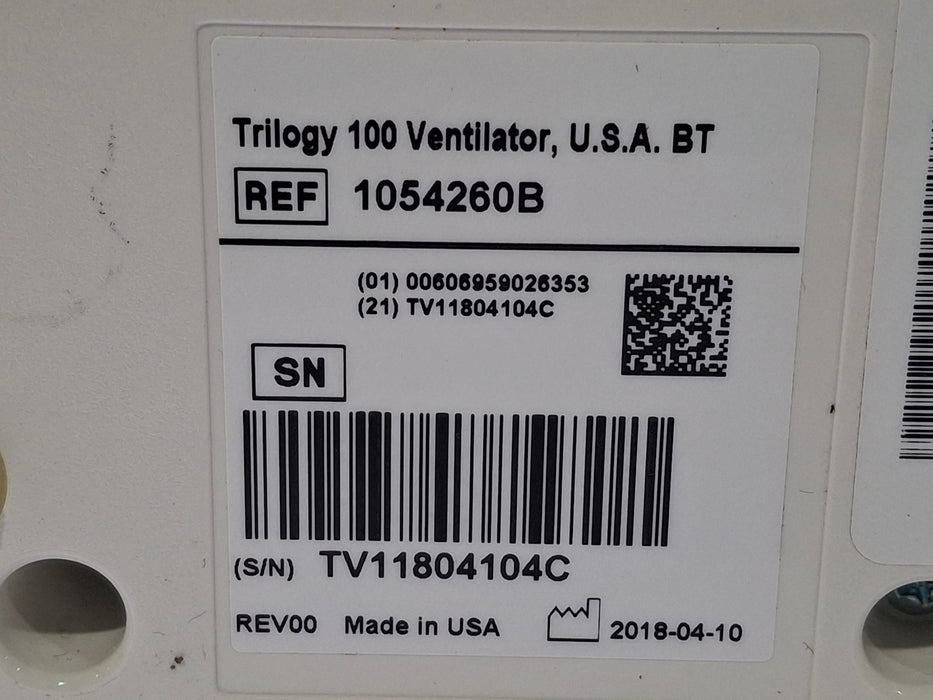 Trilogy 100 Ventilator, U.S.A. BT
REF 1054260B
(01) 00606959026353
(21) TV11804104C
SN
(S/N) TV11804104C
REV00 Made in USA 2018-04-10